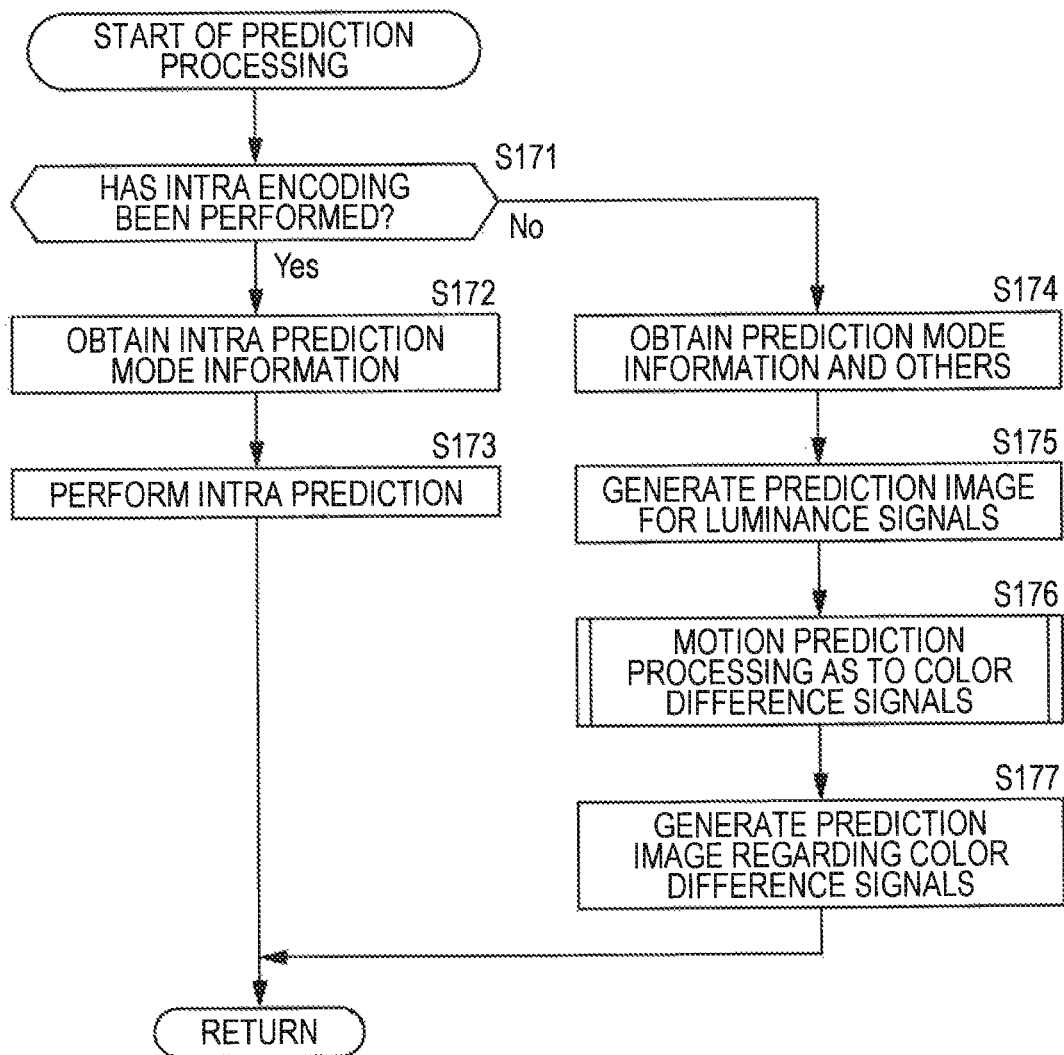 START OF PREDICTION
PROCESSING
S171
HAS INTRA ENCODING
BEEN PERFORMED?
No
Yes
S172
OBTAIN INTRA PREDICTION
MODE INFORMATION
S173
PERFORM INTRA PREDICTION
S174
OBTAIN PREDICTION MODE
INFORMATION AND OTHERS
S175
GENERATE PREDICTION IMAGE
FOR LUMINANCE SIGNALS
S176
MOTION PREDICTION
PROCESSING AS TO COLOR
DIFFERENCE SIGNALS
S177
GENERATE PREDICTION
IMAGE REGARDING COLOR
DIFFERENCE SIGNALS
RETURN